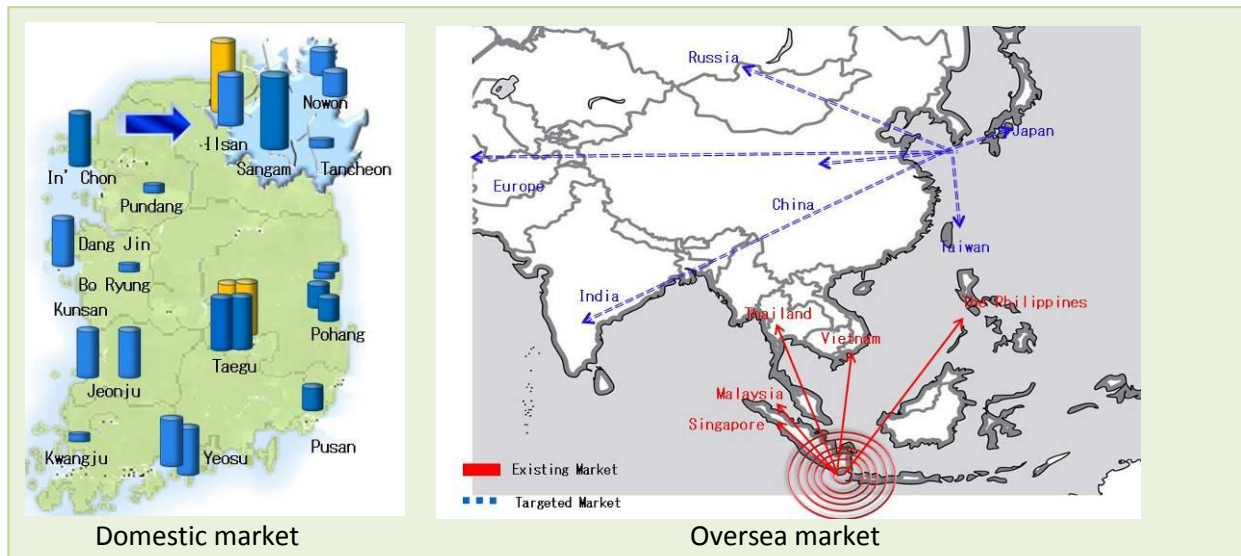 Nowon
Ilsan
Sangam
Tancheon
In' Chon
Pundang
Dang Jin
Bo Ryung
Kunsan
Pohang
Taegu
Jeonju
Pusan
Kwangju
Yeosu
Domestic market
Russia
Japan
Europe
China
Taiwan
India
The Philippines
Thailand
Vietnam
Malaysia
Singapore
Existing Market
Targeted Market
Oversea market